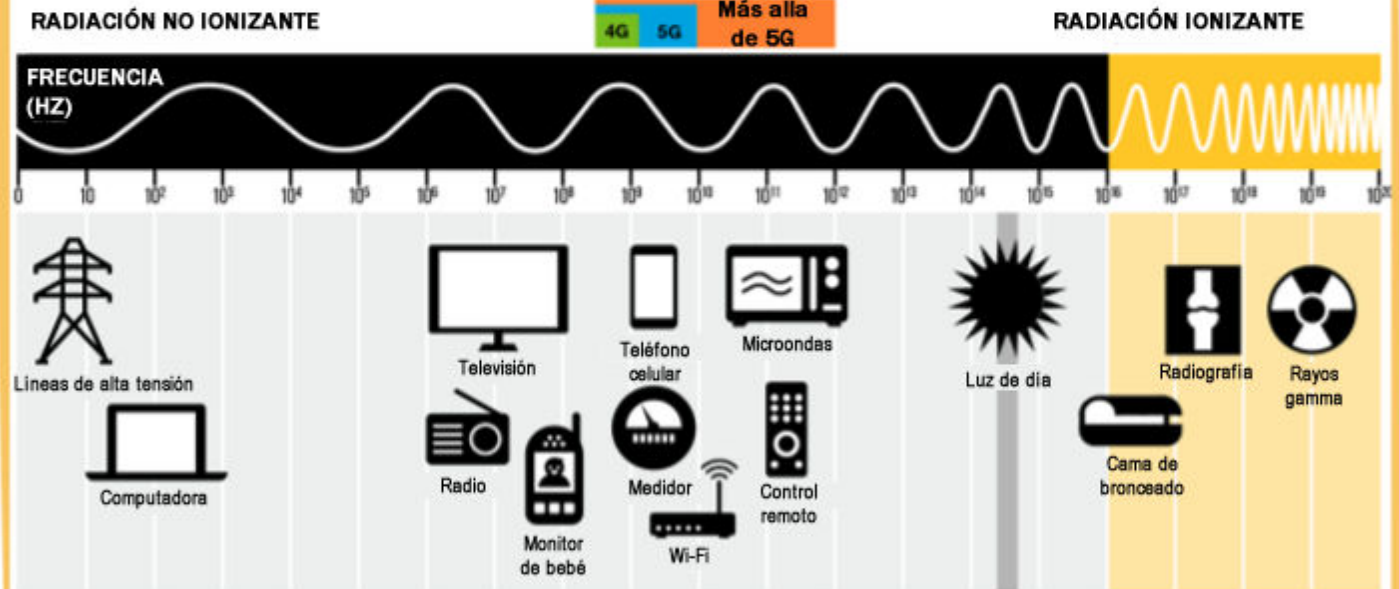 RADIACIÓN NO IONIZANTE
4G
5G
Más alla
de 5G
RADIACIÓN IONIZANTE
FRECUENCIA
(HZ)
0 10 10² 10³ 10⁴ 10⁵ 10⁶ 10⁷ 10⁸ 10⁹ 10¹⁰ 10¹¹ 10¹² 10¹³ 10¹⁴ 10¹⁵ 10¹⁶ 10¹⁷ 10¹⁸ 10¹⁹ 10²⁰
Líneas de alta tensión
Computadora
Televisión
Radio
Monitor
de bebé
Teléfono
celular
Medidor
Wi-Fi
Microondas
Control
remoto
Luz de día
Cama de
bronceado
Radiografía
Rayos
gamma